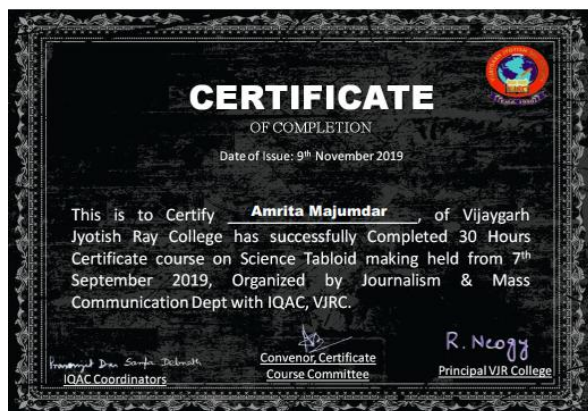 CERTIFICATE
OF COMPLETION
Date of Issue: 9th November 2019
This is to Certify Amrita Majumdar, of Vijaygarh
Jyotish Ray College has successfully Completed 30 Hours
Certificate course on Science Tabloid making held from 7th
September 2019, Organized by Journalism & Mass
Communication Dept with IQAC, VJRC.
R. Neogy
IQAC Coordinators
Convenor, Certificate
Course Committee
Principal VJR College